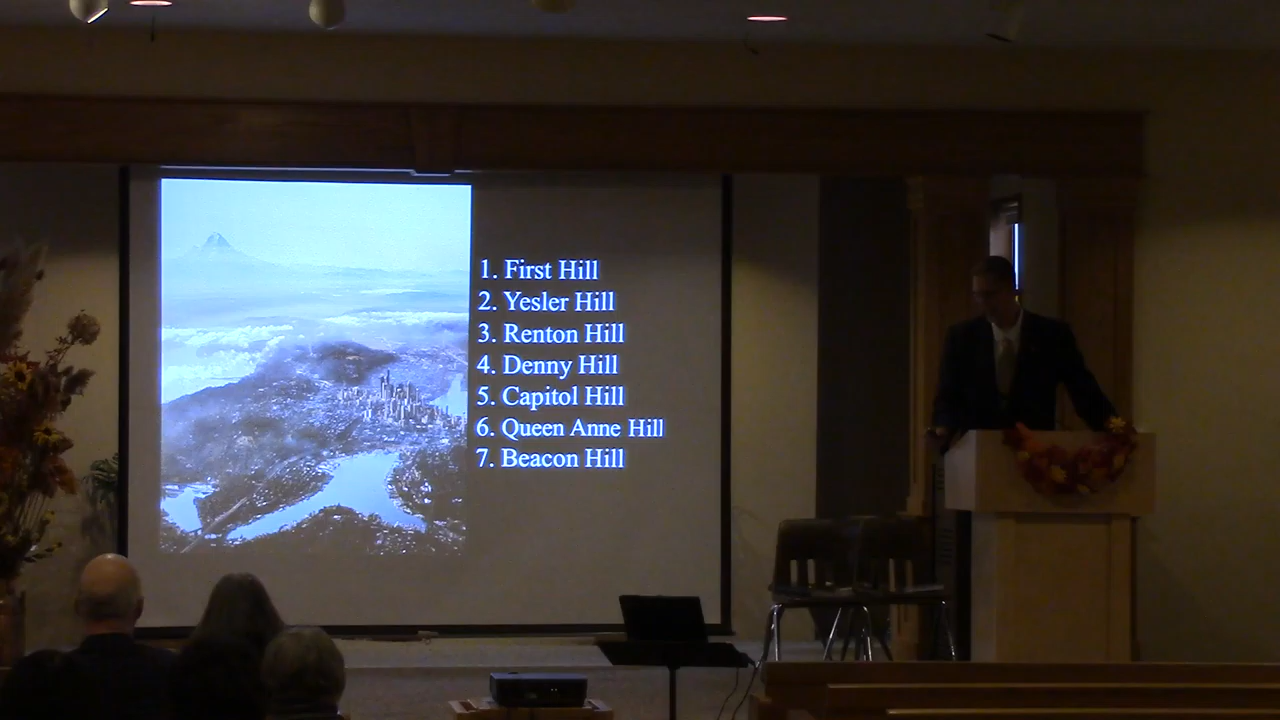 1. First Hill
2. Yesler Hill
3. Renton Hill
4. Denny Hill
5. Capitol Hill
6. Queen Anne Hill
7. Beacon Hill